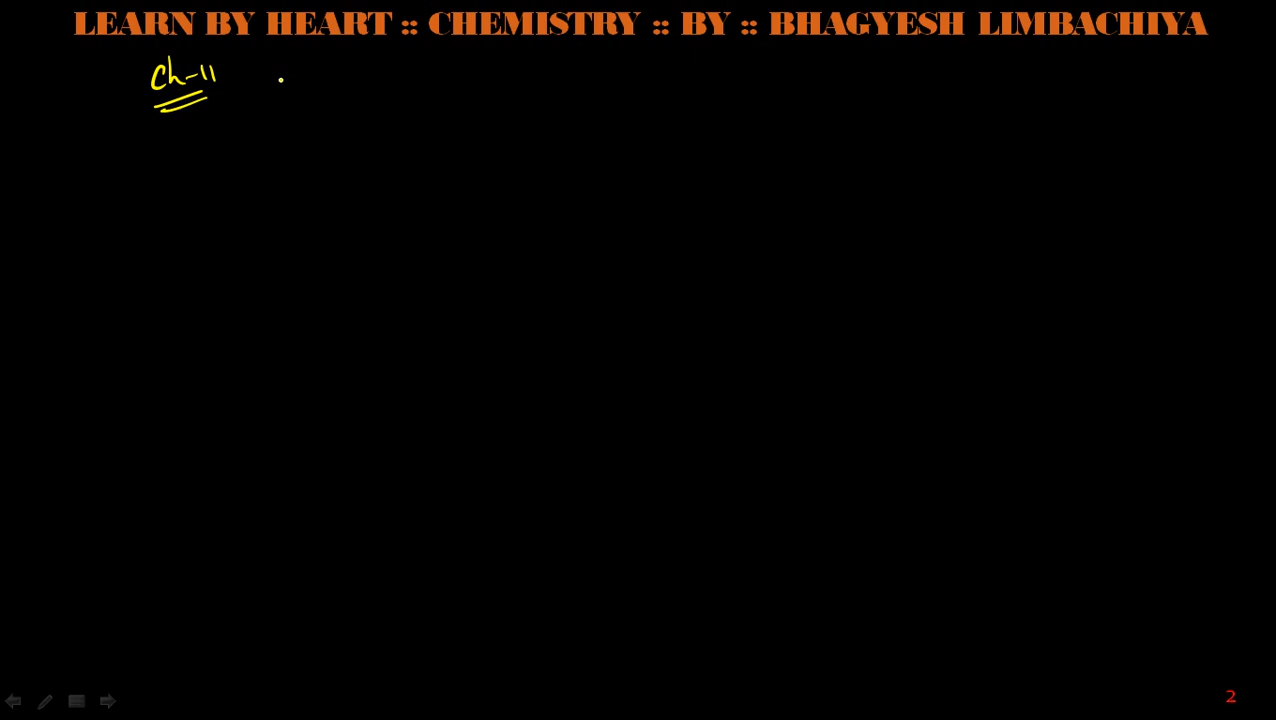 LEARN BY HEART :: CHEMISTRY :: BY :: BHAGYESH LIMBACHIYA
Ch-11
2